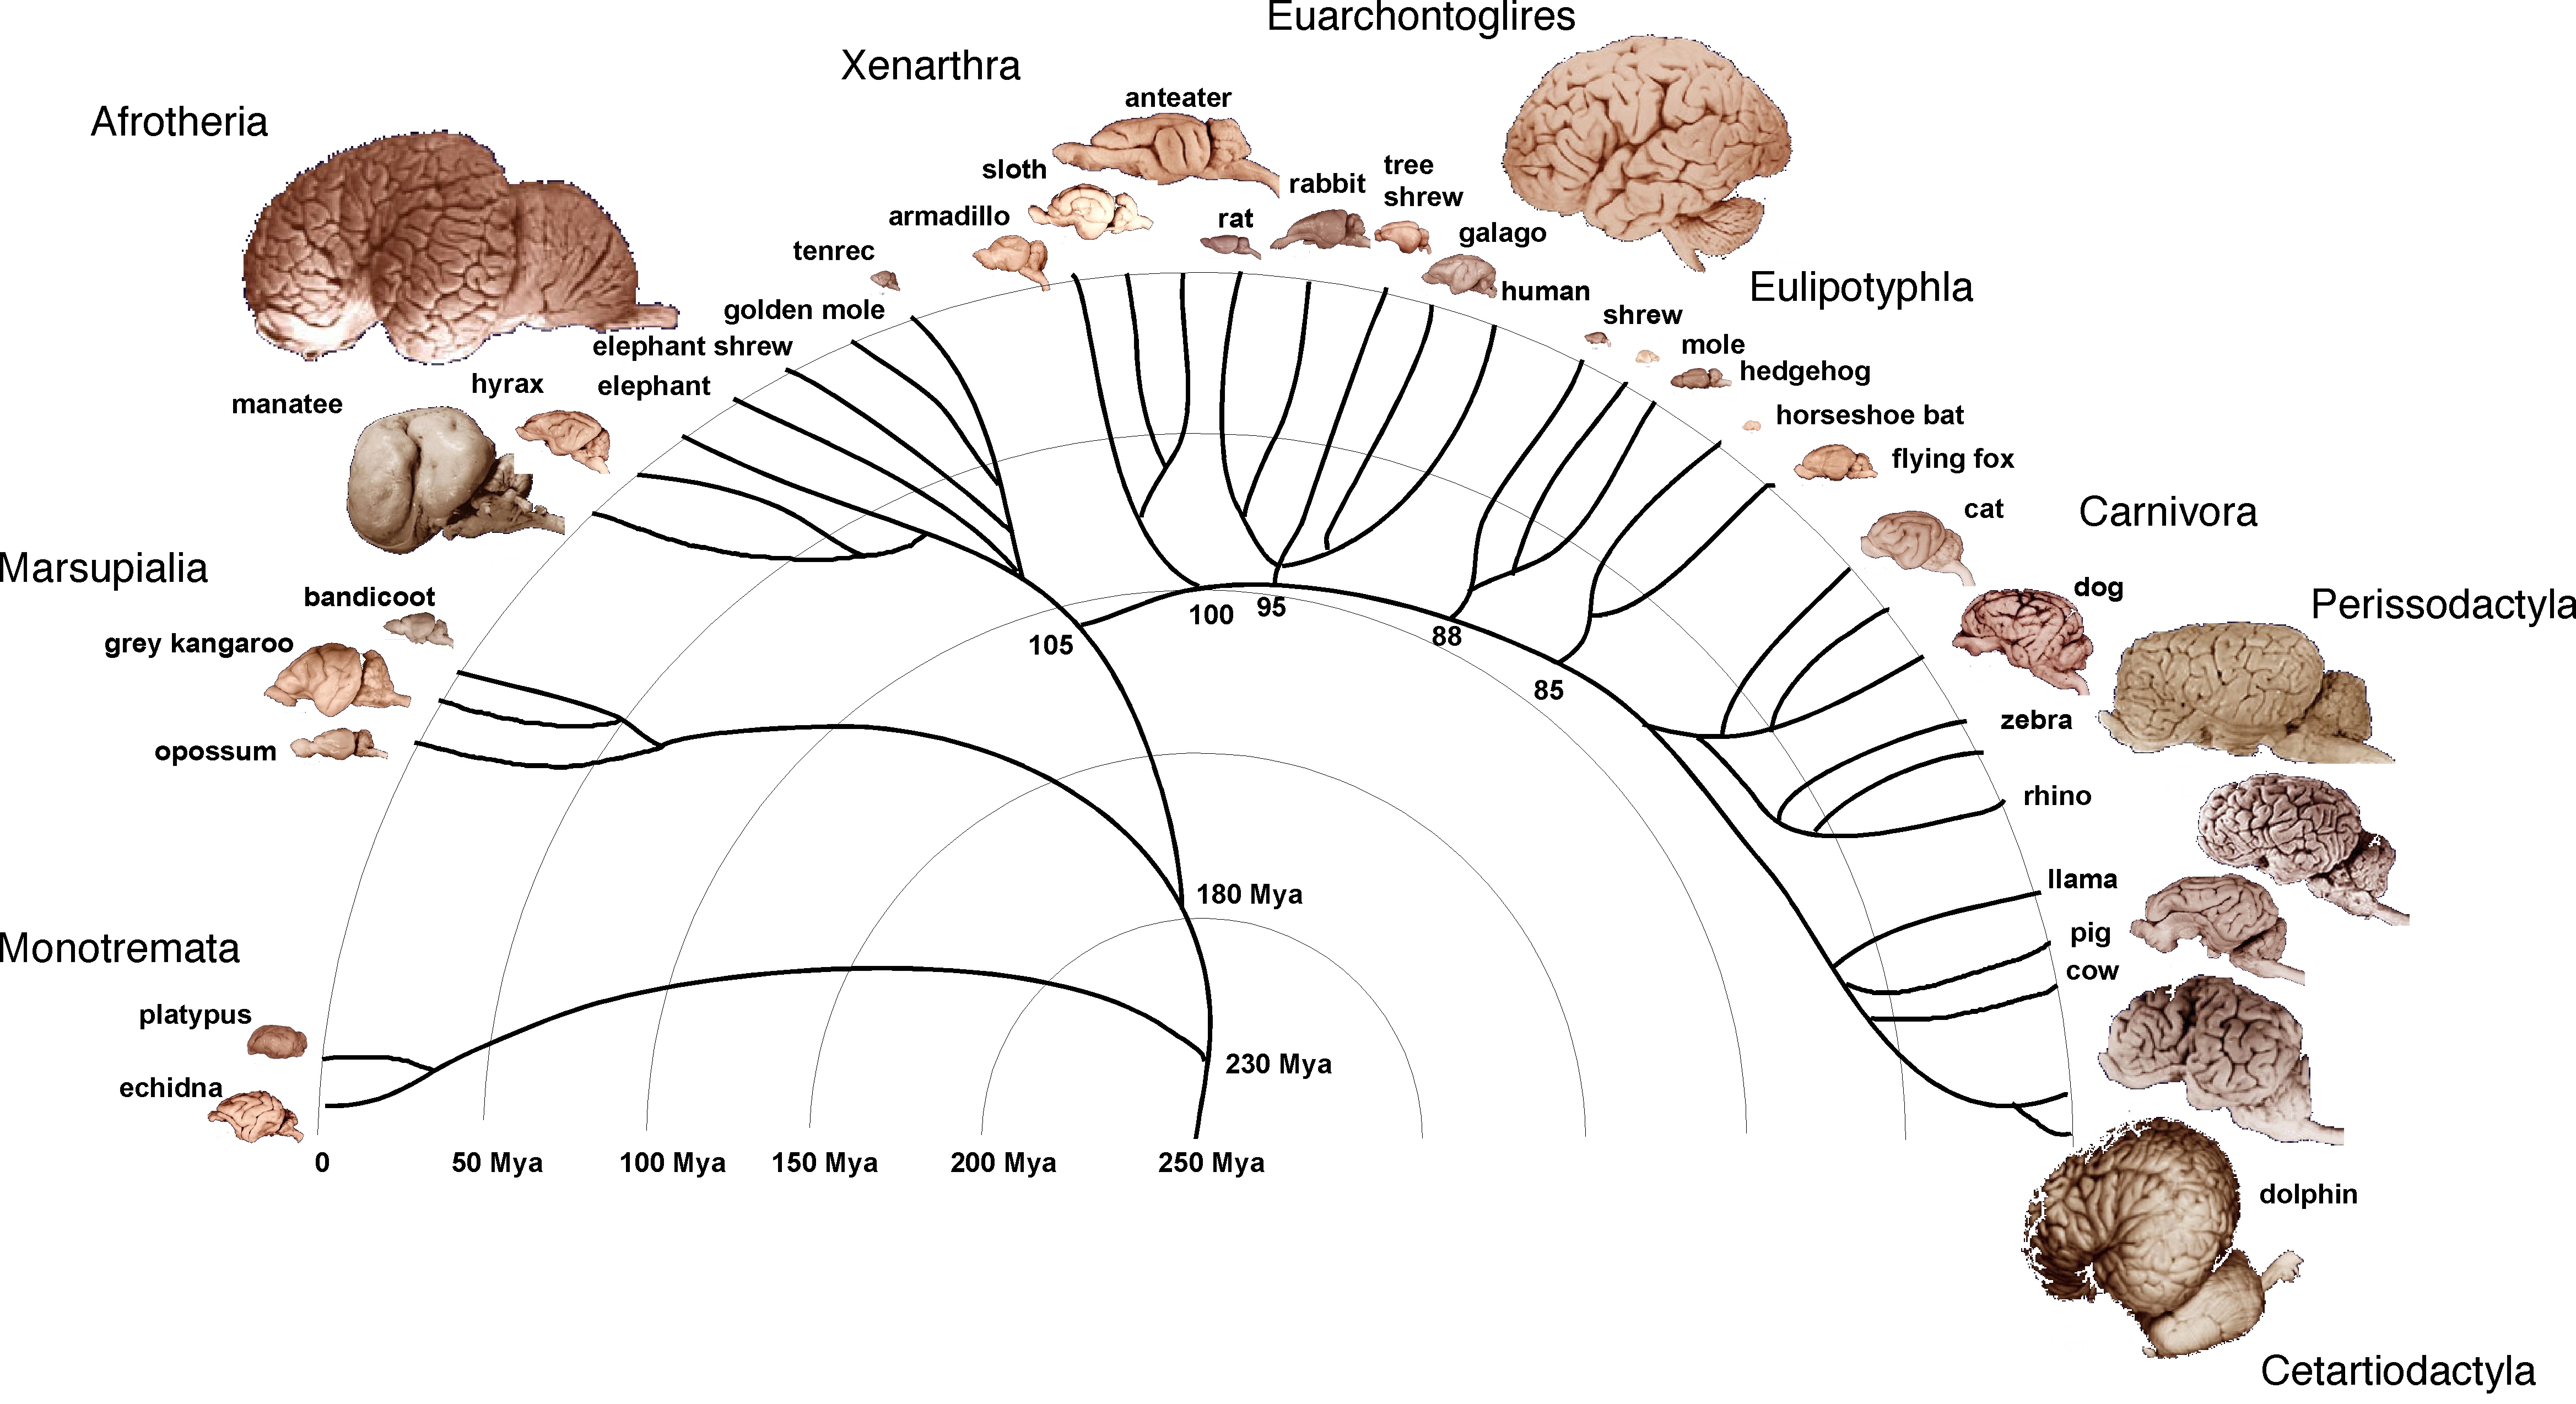 Euarchontoglires
Xenarthra
anteater
Afrotheria
sloth
rabbit
tree
shrew
armadillo
rat
galago
tenrec
human
Eulipotyphla
golden mole
shrew
elephant shrew
mole
hyrax
elephant
hedgehog
manatee
horseshoe bat
flying fox
cat
Carnivora
Marsupialia
bandicoot
dog
Perissodactyla
grey kangaroo
105
100
95
88
85
opossum
zebra
rhino
180 Mya
llama
Monotremata
pig
cow
platypus
230 Mya
echidna
0
50 Mya
100 Mya
150 Mya
200 Mya
250 Mya
dolphin
Cetartiodactyla